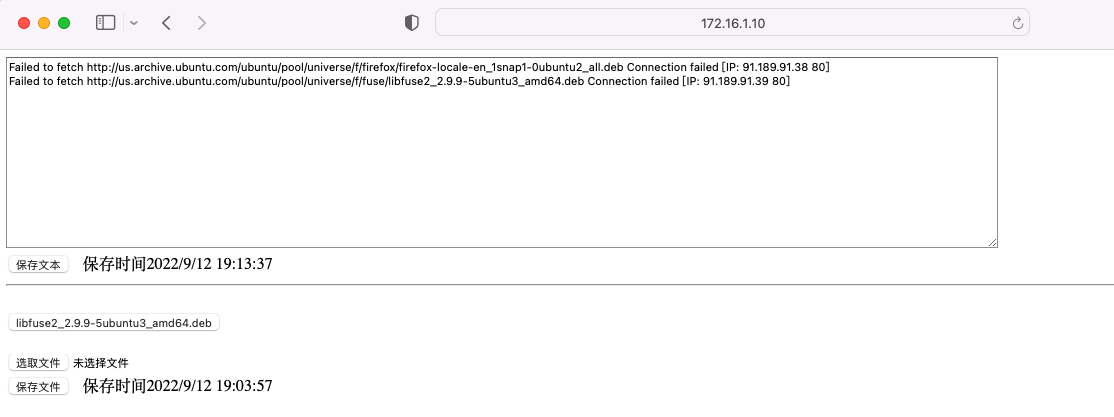 172.16.1.10
Failed to fetch http://us.archive.ubuntu.com/ubuntu/pool/universe/f/firefox/firefox-locale-en_1snap1-0ubuntu2_all.deb Connection failed [IP: 91.189.91.38 80]
Failed to fetch http://us.archive.ubuntu.com/ubuntu/pool/universe/f/fuse/libfuse2_2.9.9-5ubuntu3_amd64.deb Connection failed [IP: 91.189.91.39 80]
保存文本 保存时间2022/9/12 19:13:37
libfuse2_2.9.9-5ubuntu3_amd64.deb
选取文件 未选择文件
保存文件 保存时间2022/9/12 19:03:57